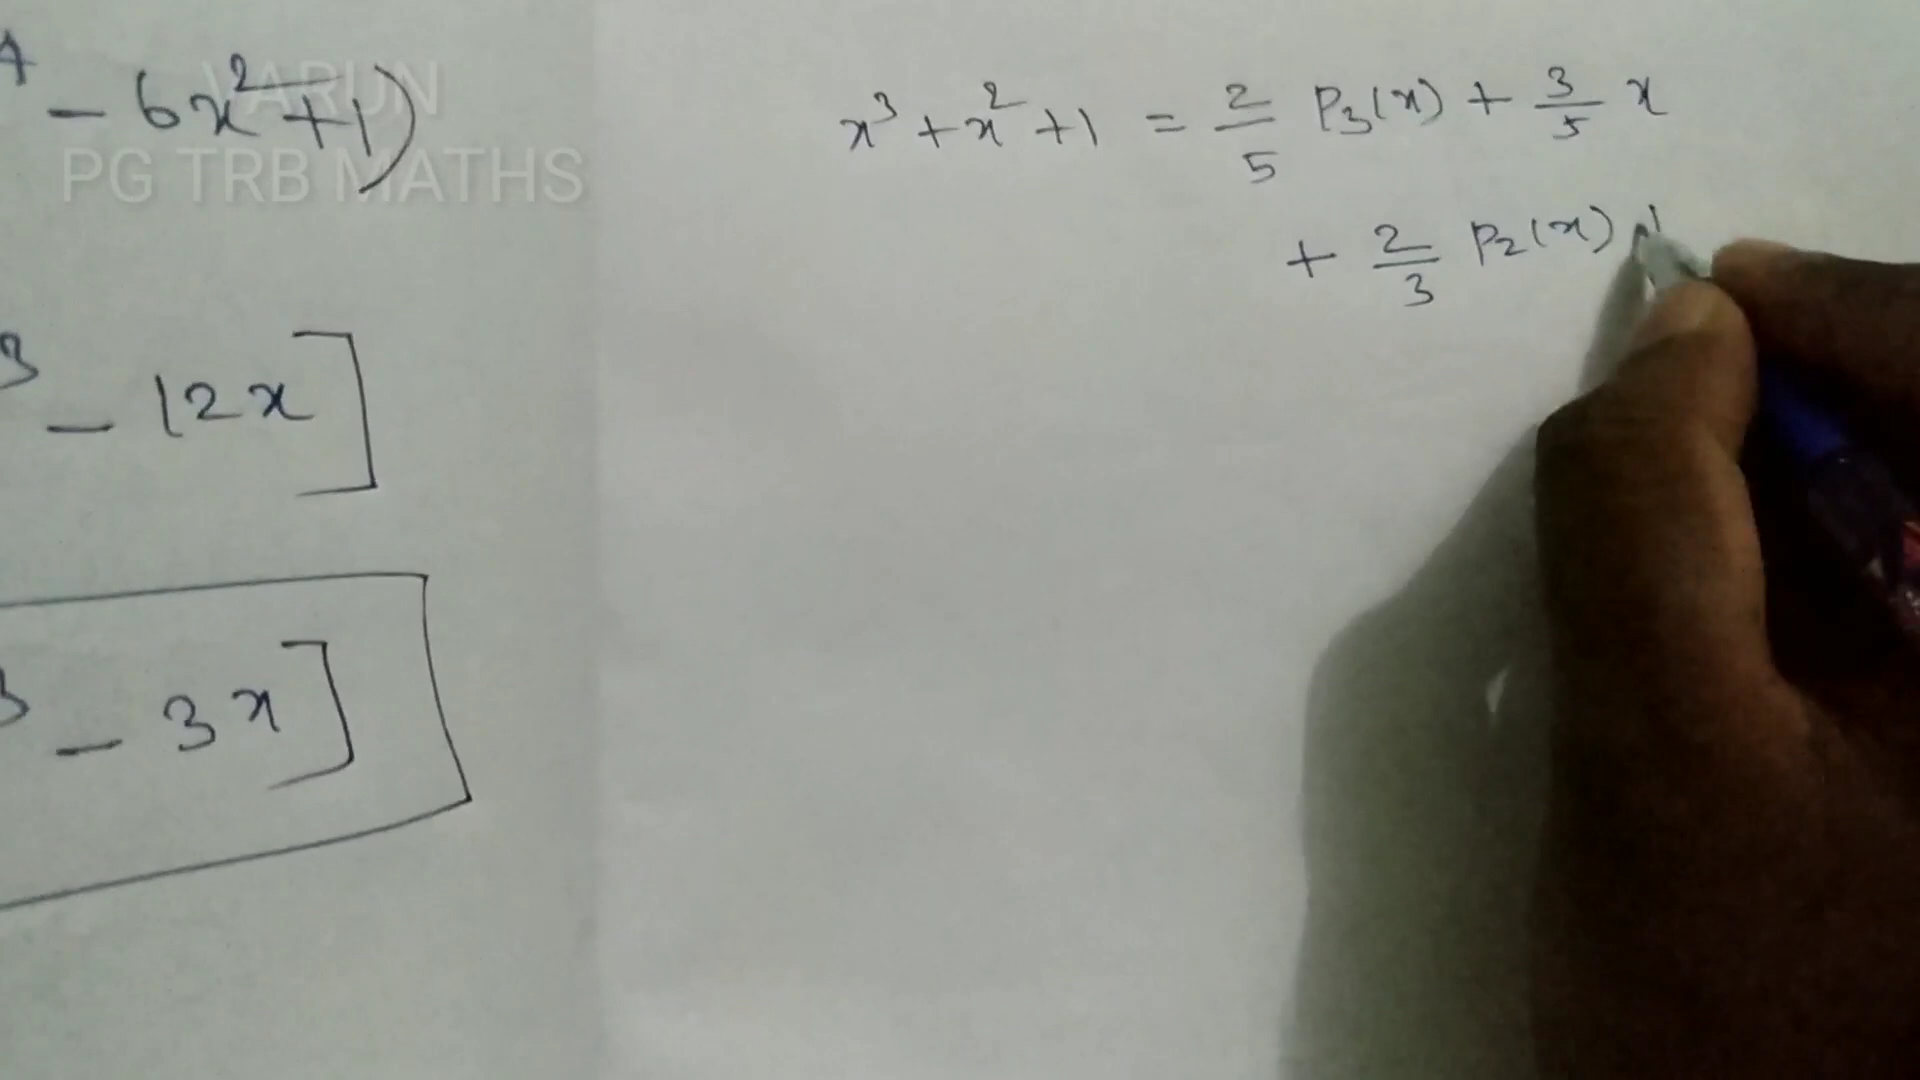 4 - 6x² + 1)
VARUN
PG TRB MATHS
3 - 12x]
3 - 3x]
x³ + x² + 1 = 2/5 P₃(x) + 3/5 x
+ 2/3 P₂(x)